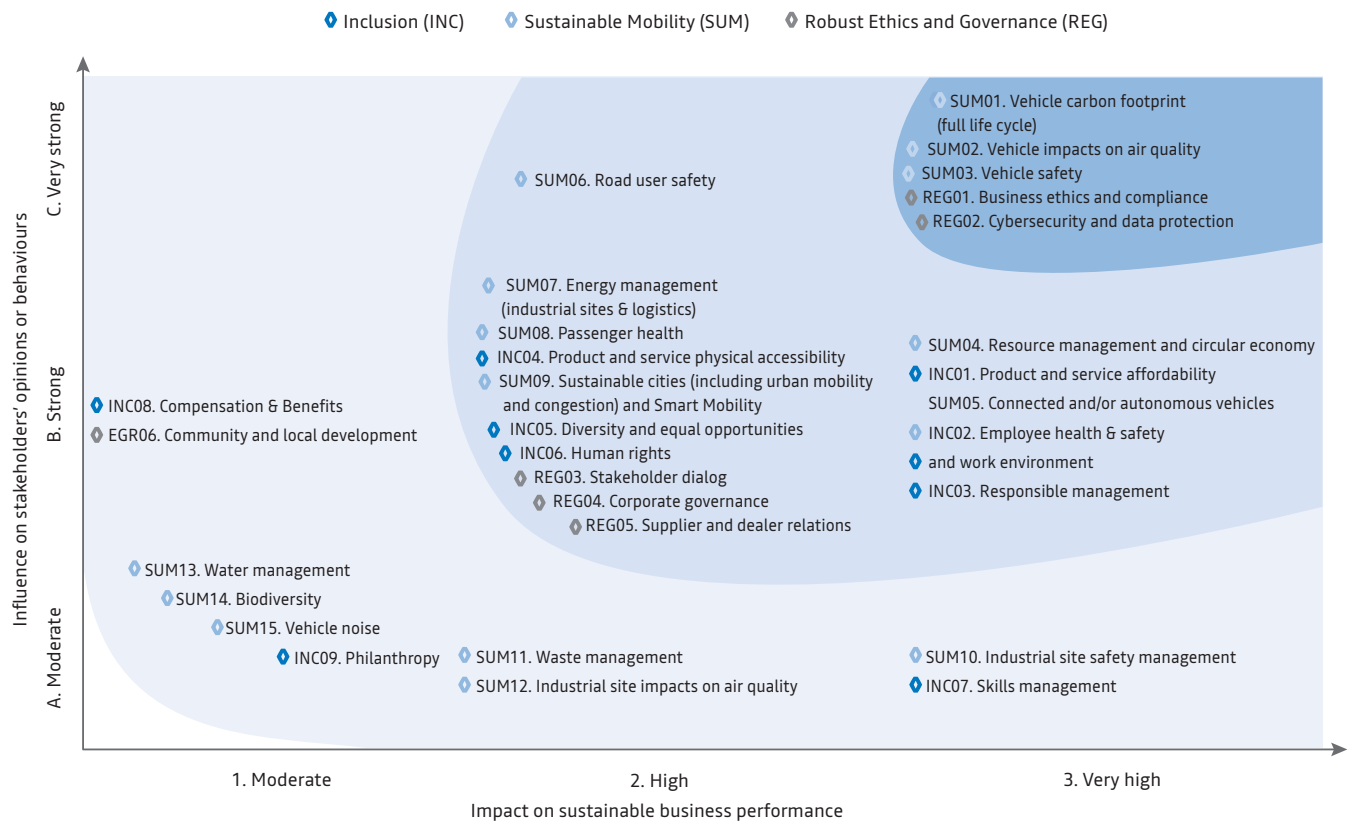 Inclusion (INC)
Sustainable Mobility (SUM)
Robust Ethics and Governance (REG)
Influence on stakeholders' opinions or behaviours
C. Very strong
B. Strong
A. Moderate
SUM01. Vehicle carbon footprint
(full life cycle)
SUM02. Vehicle impacts on air quality
SUM03. Vehicle safety
REG01. Business ethics and compliance
REG02. Cybersecurity and data protection
SUM06. Road user safety
SUM07. Energy management
(industrial sites & logistics)
SUM08. Passenger health
INC04. Product and service physical accessibility
SUM09. Sustainable cities (including urban mobility
and congestion) and Smart Mobility
INC05. Diversity and equal opportunities
INC06. Human rights
REG03. Stakeholder dialog
REG04. Corporate governance
REG05. Supplier and dealer relations
SUM04. Resource management and circular economy
INC01. Product and service affordability
SUM05. Connected and/or autonomous vehicles
INC02. Employee health & safety
and work environment
INC03. Responsible management
INC08. Compensation & Benefits
EGR06. Community and local development
SUM13. Water management
SUM14. Biodiversity
SUM15. Vehicle noise
INC09. Philanthropy
SUM11. Waste management
SUM12. Industrial site impacts on air quality
SUM10. Industrial site safety management
INC07. Skills management
1. Moderate
2. High
3. Very high
Impact on sustainable business performance